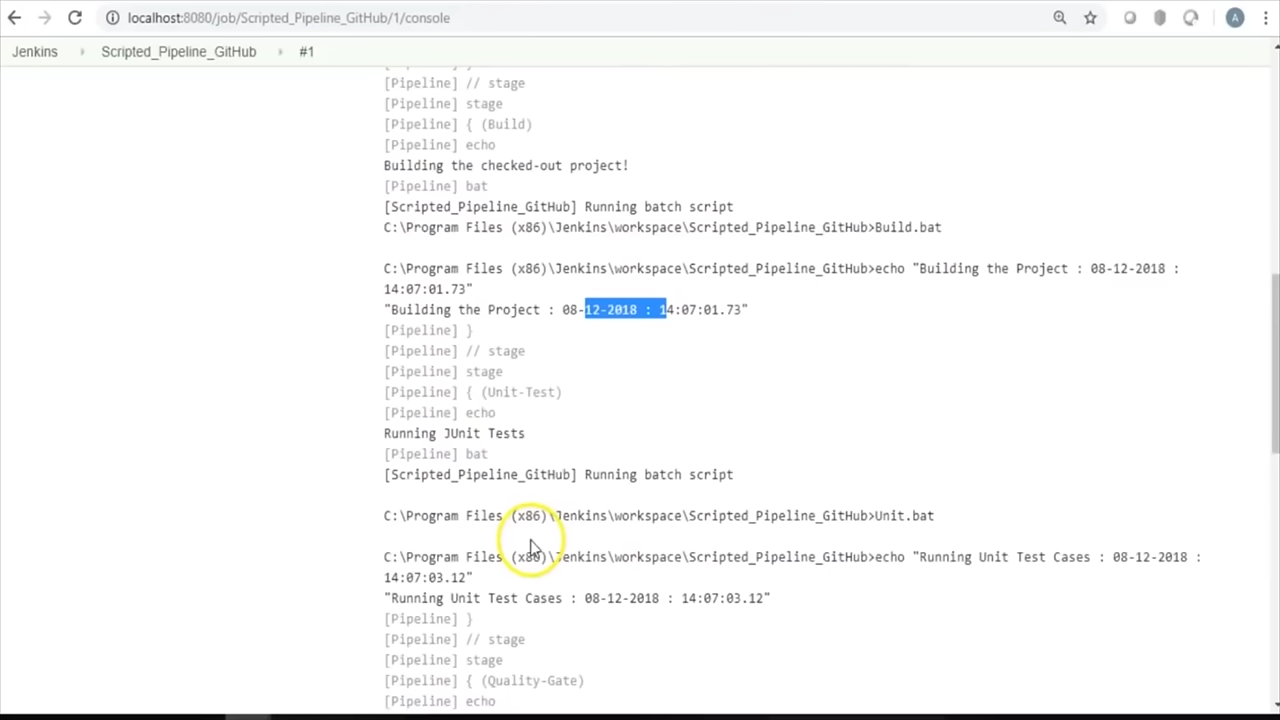 localhost:8080/job/Scripted_Pipeline_GitHub/1/console
A
Jenkins Scripted_Pipeline_GitHub #1
[Pipeline] // stage
[Pipeline] stage
[Pipeline] { (Build)
[Pipeline] echo
Building the checked-out project!
[Pipeline] bat
[Scripted_Pipeline_GitHub] Running batch script
C:\Program Files (x86)\Jenkins\workspace\Scripted_Pipeline_GitHub>Build.bat
C:\Program Files (x86)\Jenkins\workspace\Scripted_Pipeline_GitHub>echo "Building the Project : 08-12-2018 :
14:07:01.73"
"Building the Project : 08-12-2018 : 14:07:01.73"
[Pipeline] }
[Pipeline] // stage
[Pipeline] stage
[Pipeline] { (Unit-Test)
[Pipeline] echo
Running JUnit Tests
[Pipeline] bat
[Scripted_Pipeline_GitHub] Running batch script
C:\Program Files (x86)\Jenkins\workspace\Scripted_Pipeline_GitHub>Unit.bat
C:\Program Files (x86)\Jenkins\workspace\Scripted_Pipeline_GitHub>echo "Running Unit Test Cases : 08-12-2018 :
14:07:03.12"
"Running Unit Test Cases : 08-12-2018 : 14:07:03.12"
[Pipeline] }
[Pipeline] // stage
[Pipeline] stage
[Pipeline] { (Quality-Gate)
[Pipeline] echo